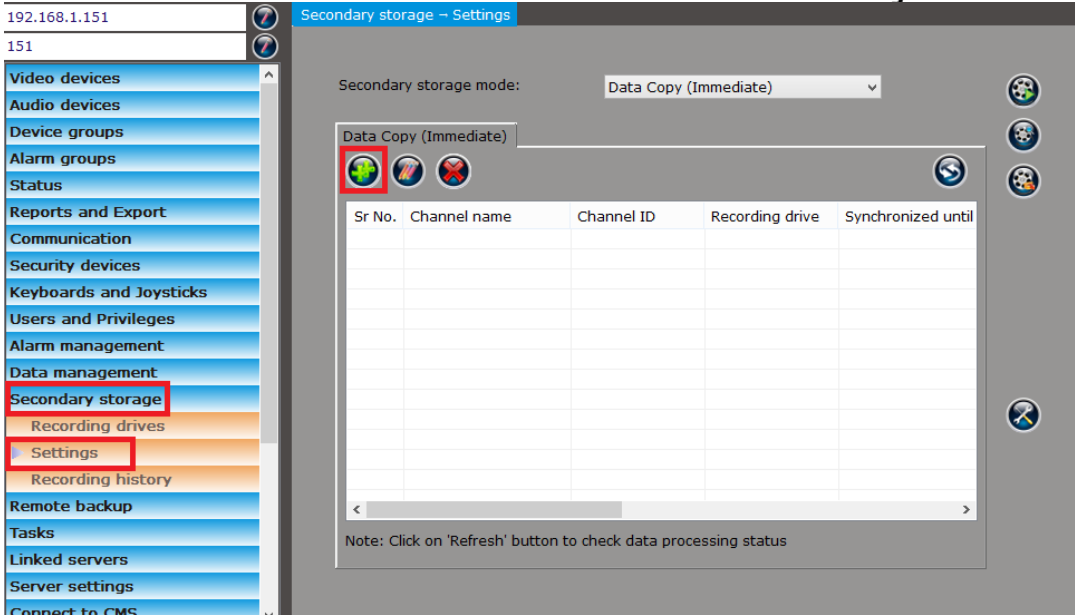 192.168.1.151
151
Video devices
Audio devices
Device groups
Alarm groups
Status
Reports and Export
Communication
Security devices
Keyboards and Joysticks
Users and Privileges
Alarm management
Data management
Secondary storage
Recording drives
Settings
Recording history
Remote backup
Tasks
Linked servers
Server settings
Connect to CMS
Secondary storage ¬ Settings
Secondary storage mode: Data Copy (Immediate)
Data Copy (Immediate)
Sr No. Channel name Channel ID Recording drive Synchronized until
Note: Click on 'Refresh' button to check data processing status